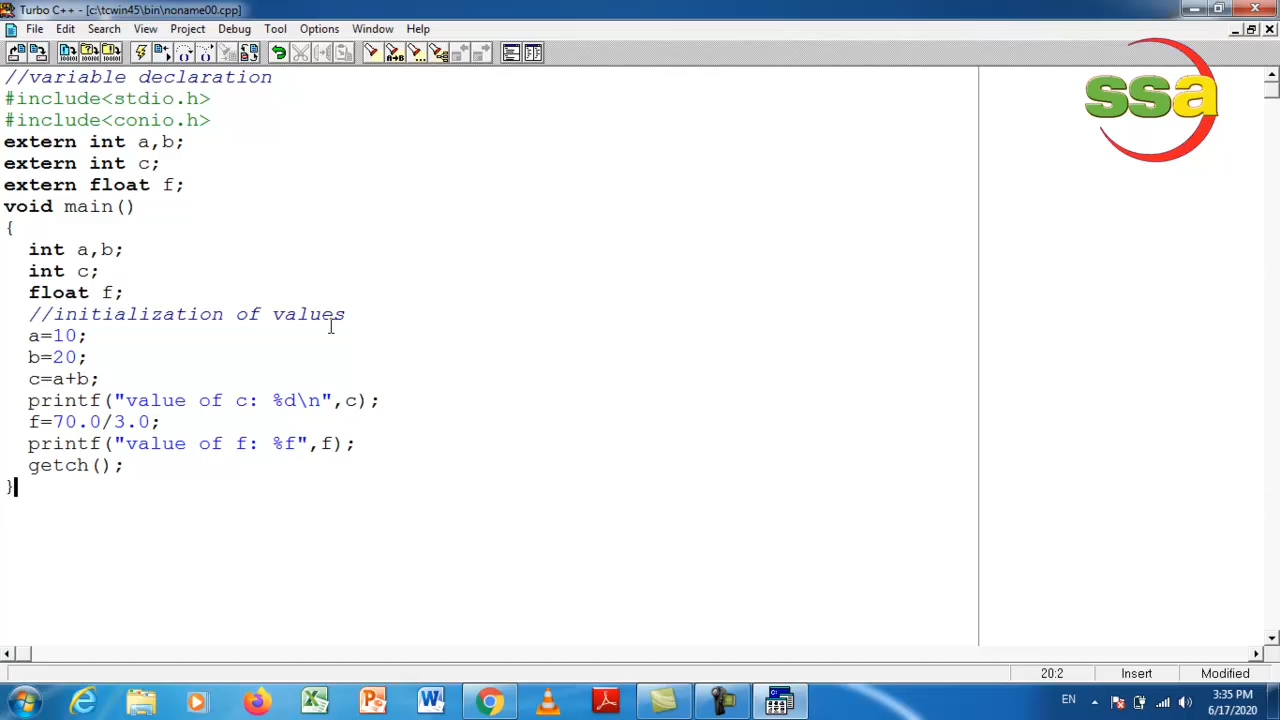 Turbo C++ - [c:\tcwin45\bin\noname00.cpp]
File Edit Search View Project Debug Tool Options Window Help
//variable declaration
#include<stdio.h>
#include<conio.h>
extern int a,b;
extern int c;
extern float f;
void main()
{
int a,b;
int c;
float f;
//initialization of values
a=10;
b=20;
c=a+b;
printf("value of c: %d\n",c);
f=70.0/3.0;
printf("value of f: %f",f);
getch();
}
ssa
20:2 Insert Modified
EN
3:35 PM
6/17/2020